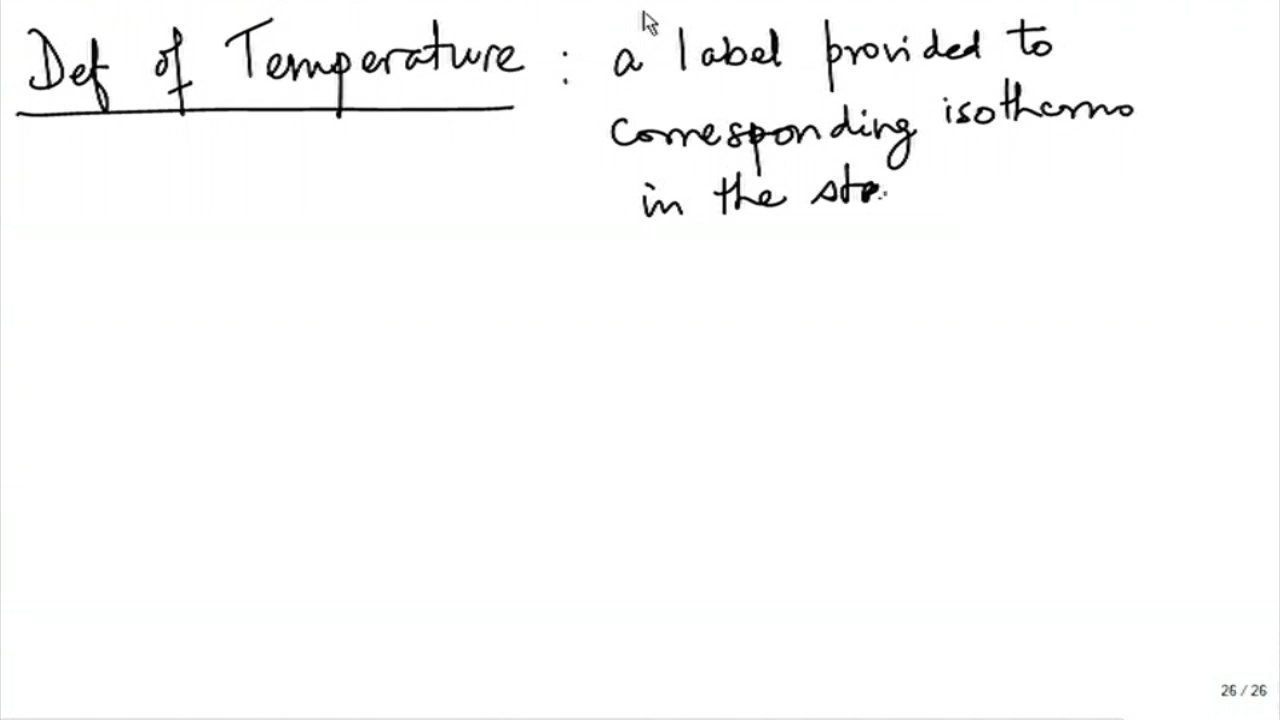 Def of Temperature : a label provided to
corresponding isotherms
in the
26 / 26